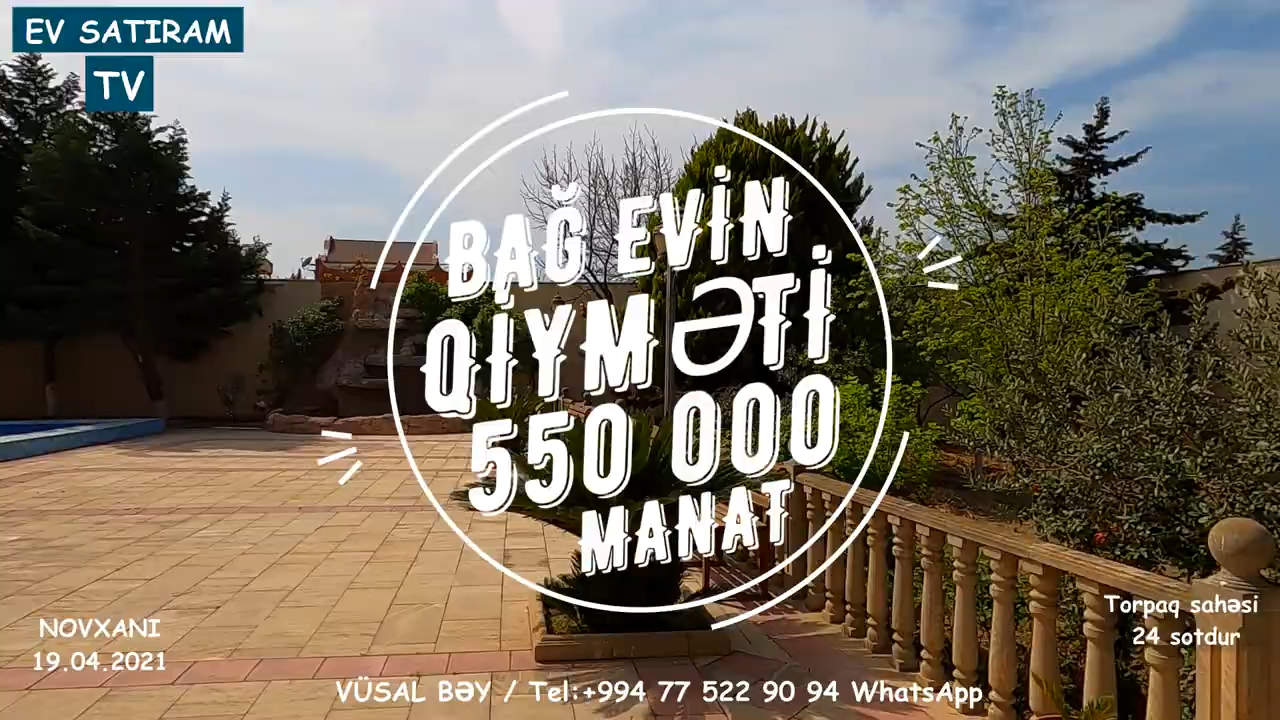 EV SATIRAM
TV
BAĞ EVİN
QİYMƏTİ
550 000
MANAT
NOVXANI
19.04.2021
Torpaq sahəsi
24 sotdur
VÜSAL BƏY / Tel:+994 77 522 90 94 WhatsApp